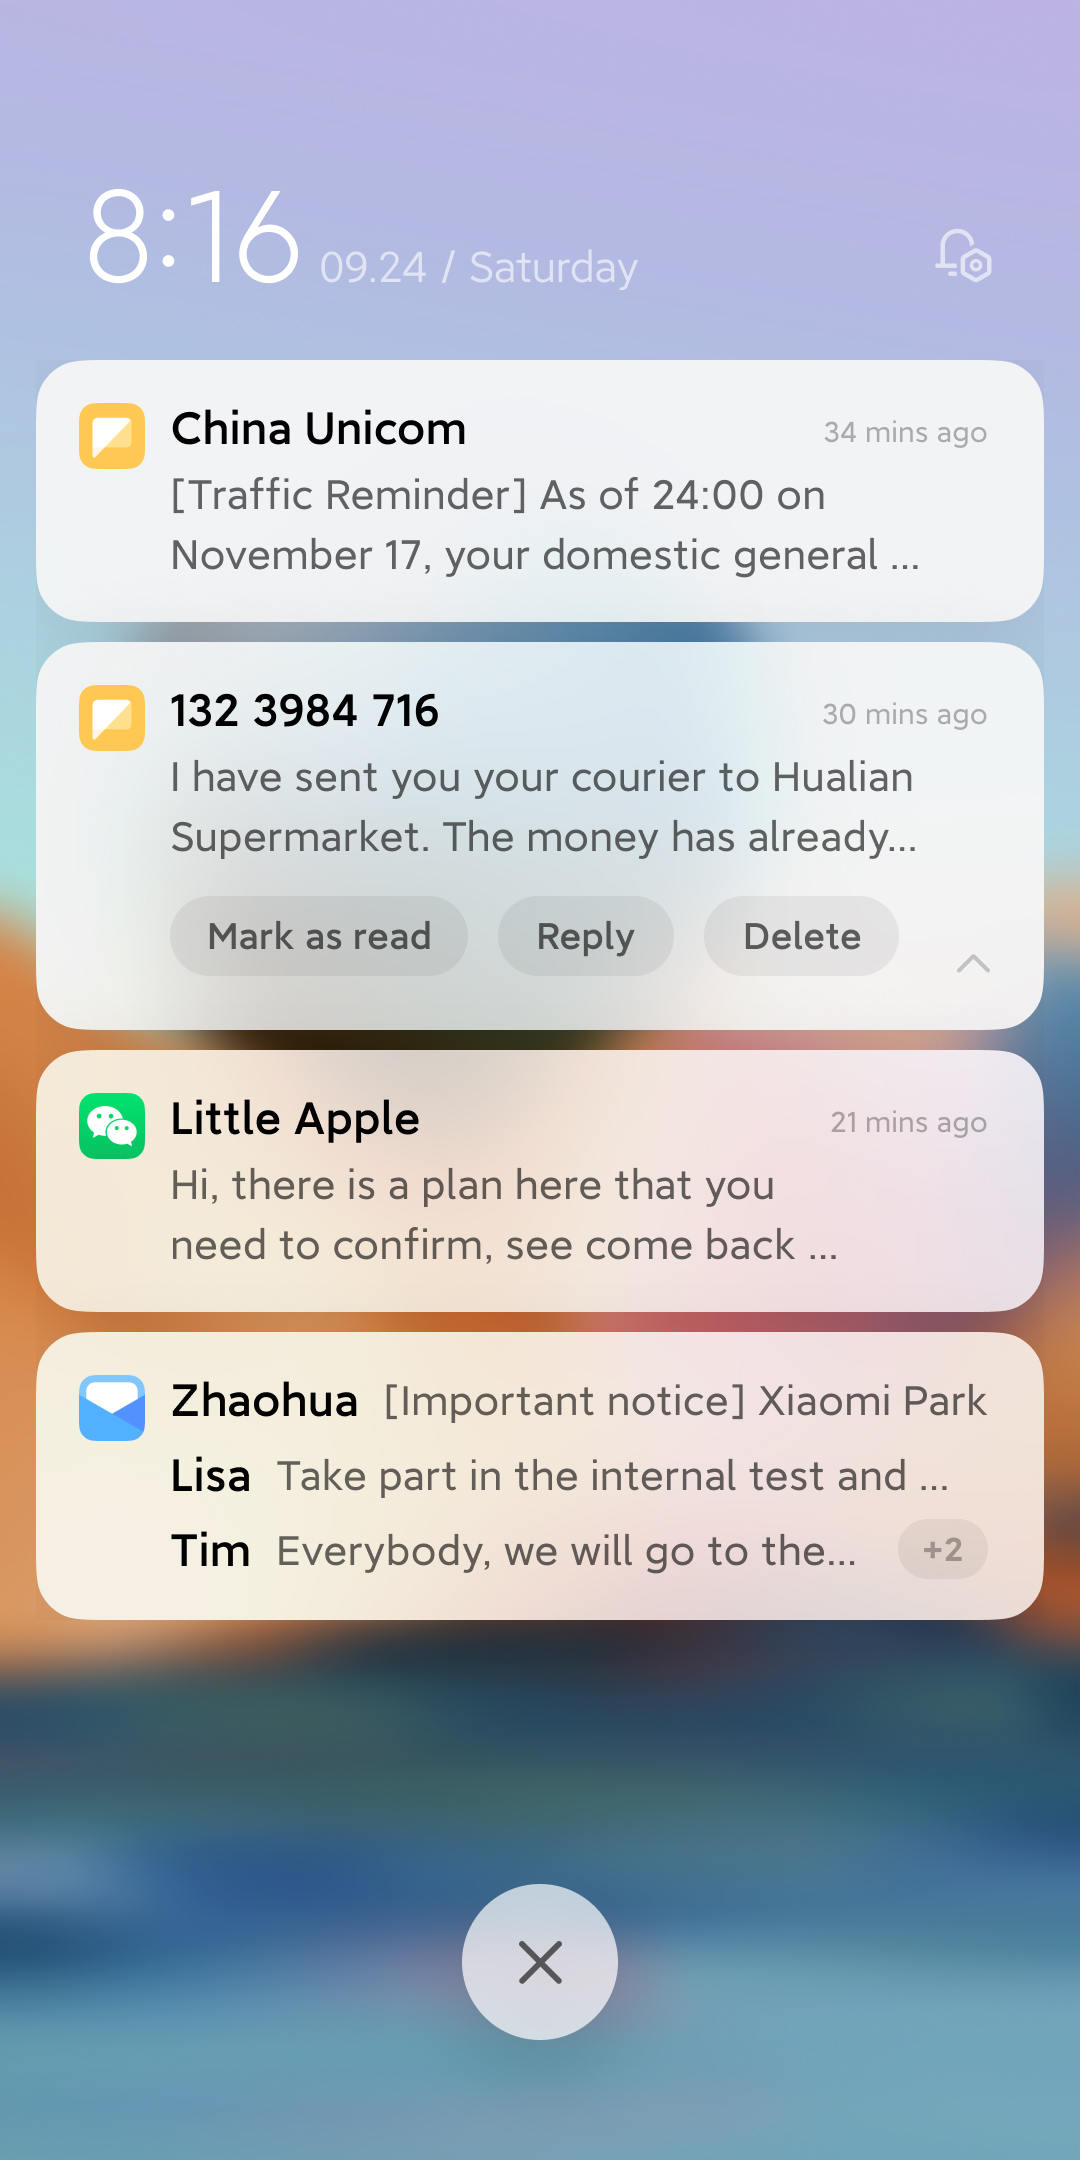 8:16 09.24 / Saturday
China Unicom 34 mins ago
[Traffic Reminder] As of 24:00 on
November 17, your domestic general ...
132 3984 716 30 mins ago
I have sent you your courier to Hualian
Supermarket. The money has already...
Mark as read Reply Delete
Little Apple 21 mins ago
Hi, there is a plan here that you
need to confirm, see come back ...
Zhaohua [Important notice] Xiaomi Park
Lisa Take part in the internal test and ...
Tim Everybody, we will go to the... +2